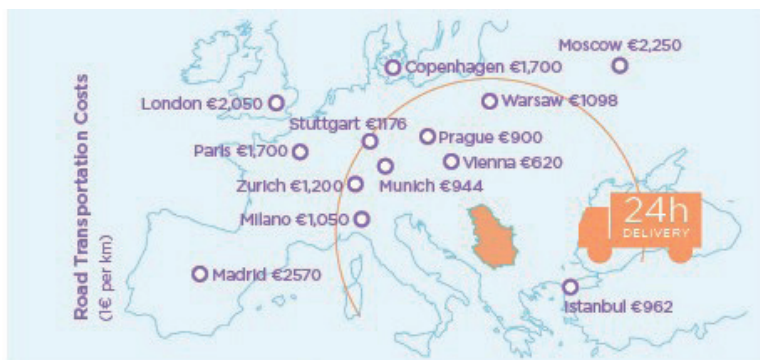 Moscow €2,250
Copenhagen €1,700
London €2,050
Warsaw €1098
Stuttgart €1176
Prague €900
Paris €1,700
Vienna €620
Zurich €1,200
Munich €944
Milano €1,050
24h
DELIVERY
Madrid €2570
Istanbul €962
Road Transportation Costs
(1€ per km)